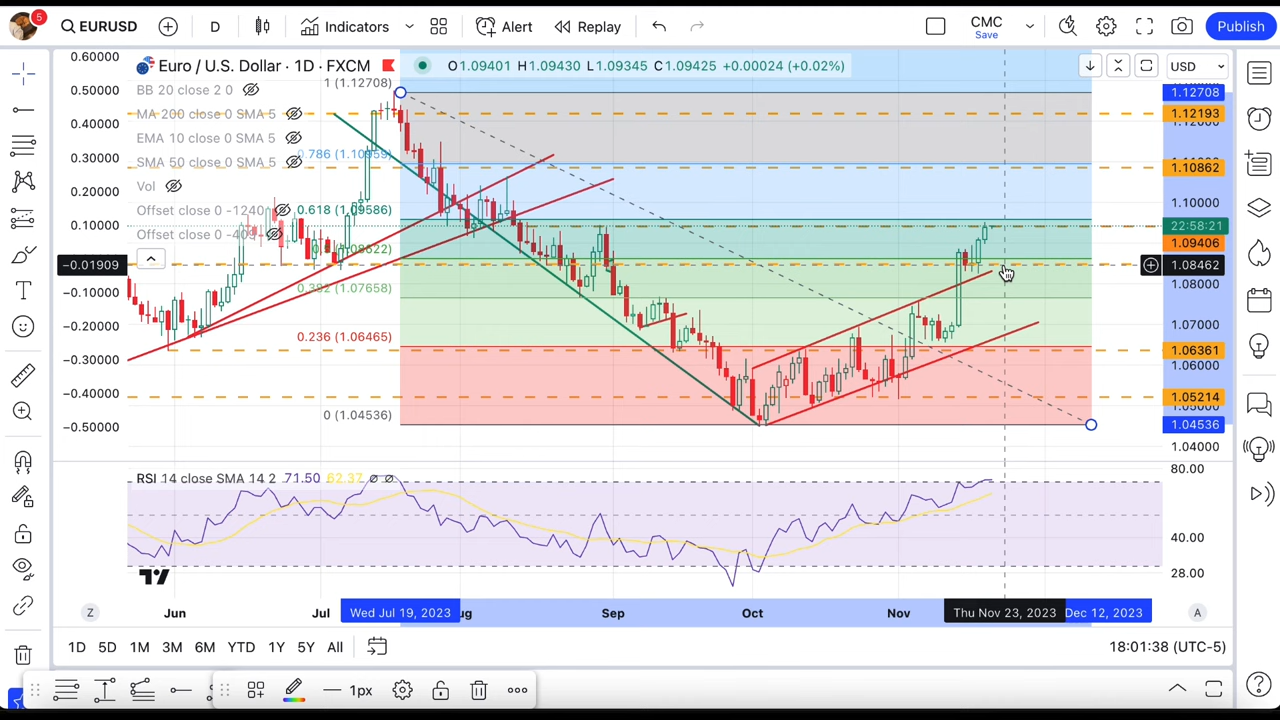 5
EURUSD
D
Indicators
Alert
Replay
CMC
Save
Publish
Euro / U.S. Dollar · 1D · FXCM
O1.09401 H1.09430 L1.09345 C1.09425 +0.00024 (+0.02%)
USD
BB 20 close 2 0
MA 200 close 0 SMA 5
EMA 10 close 0 SMA 5
SMA 50 close 0 SMA 5
Vol
Offset close 0 -1240
0.60000
0.50000
0.40000
0.30000
0.20000
0.10000
−0.01909
−0.10000
−0.20000
−0.30000
−0.40000
−0.50000
1 (1.12708)
0.786 (1.10959)
0.618 (1.09586)
0.382 (1.07658)
0.236 (1.06465)
0 (1.04536)
1.12708
1.12193
1.10862
1.10000
22:58:21
1.09406
1.08462
1.08000
1.07000
1.06361
1.06000
1.05214
1.04536
1.04000
RSI 14 close SMA 14 2 71.50 62.37 ∅ ∅
80.00
40.00
28.00
Z
Jun
Jul
Wed Jul 19, 2023
ug
Sep
Oct
Nov
Thu Nov 23, 2023
Dec 12, 2023
A
1D 5D 1M 3M 6M YTD 1Y 5Y All
18:01:38 (UTC-5)
1px